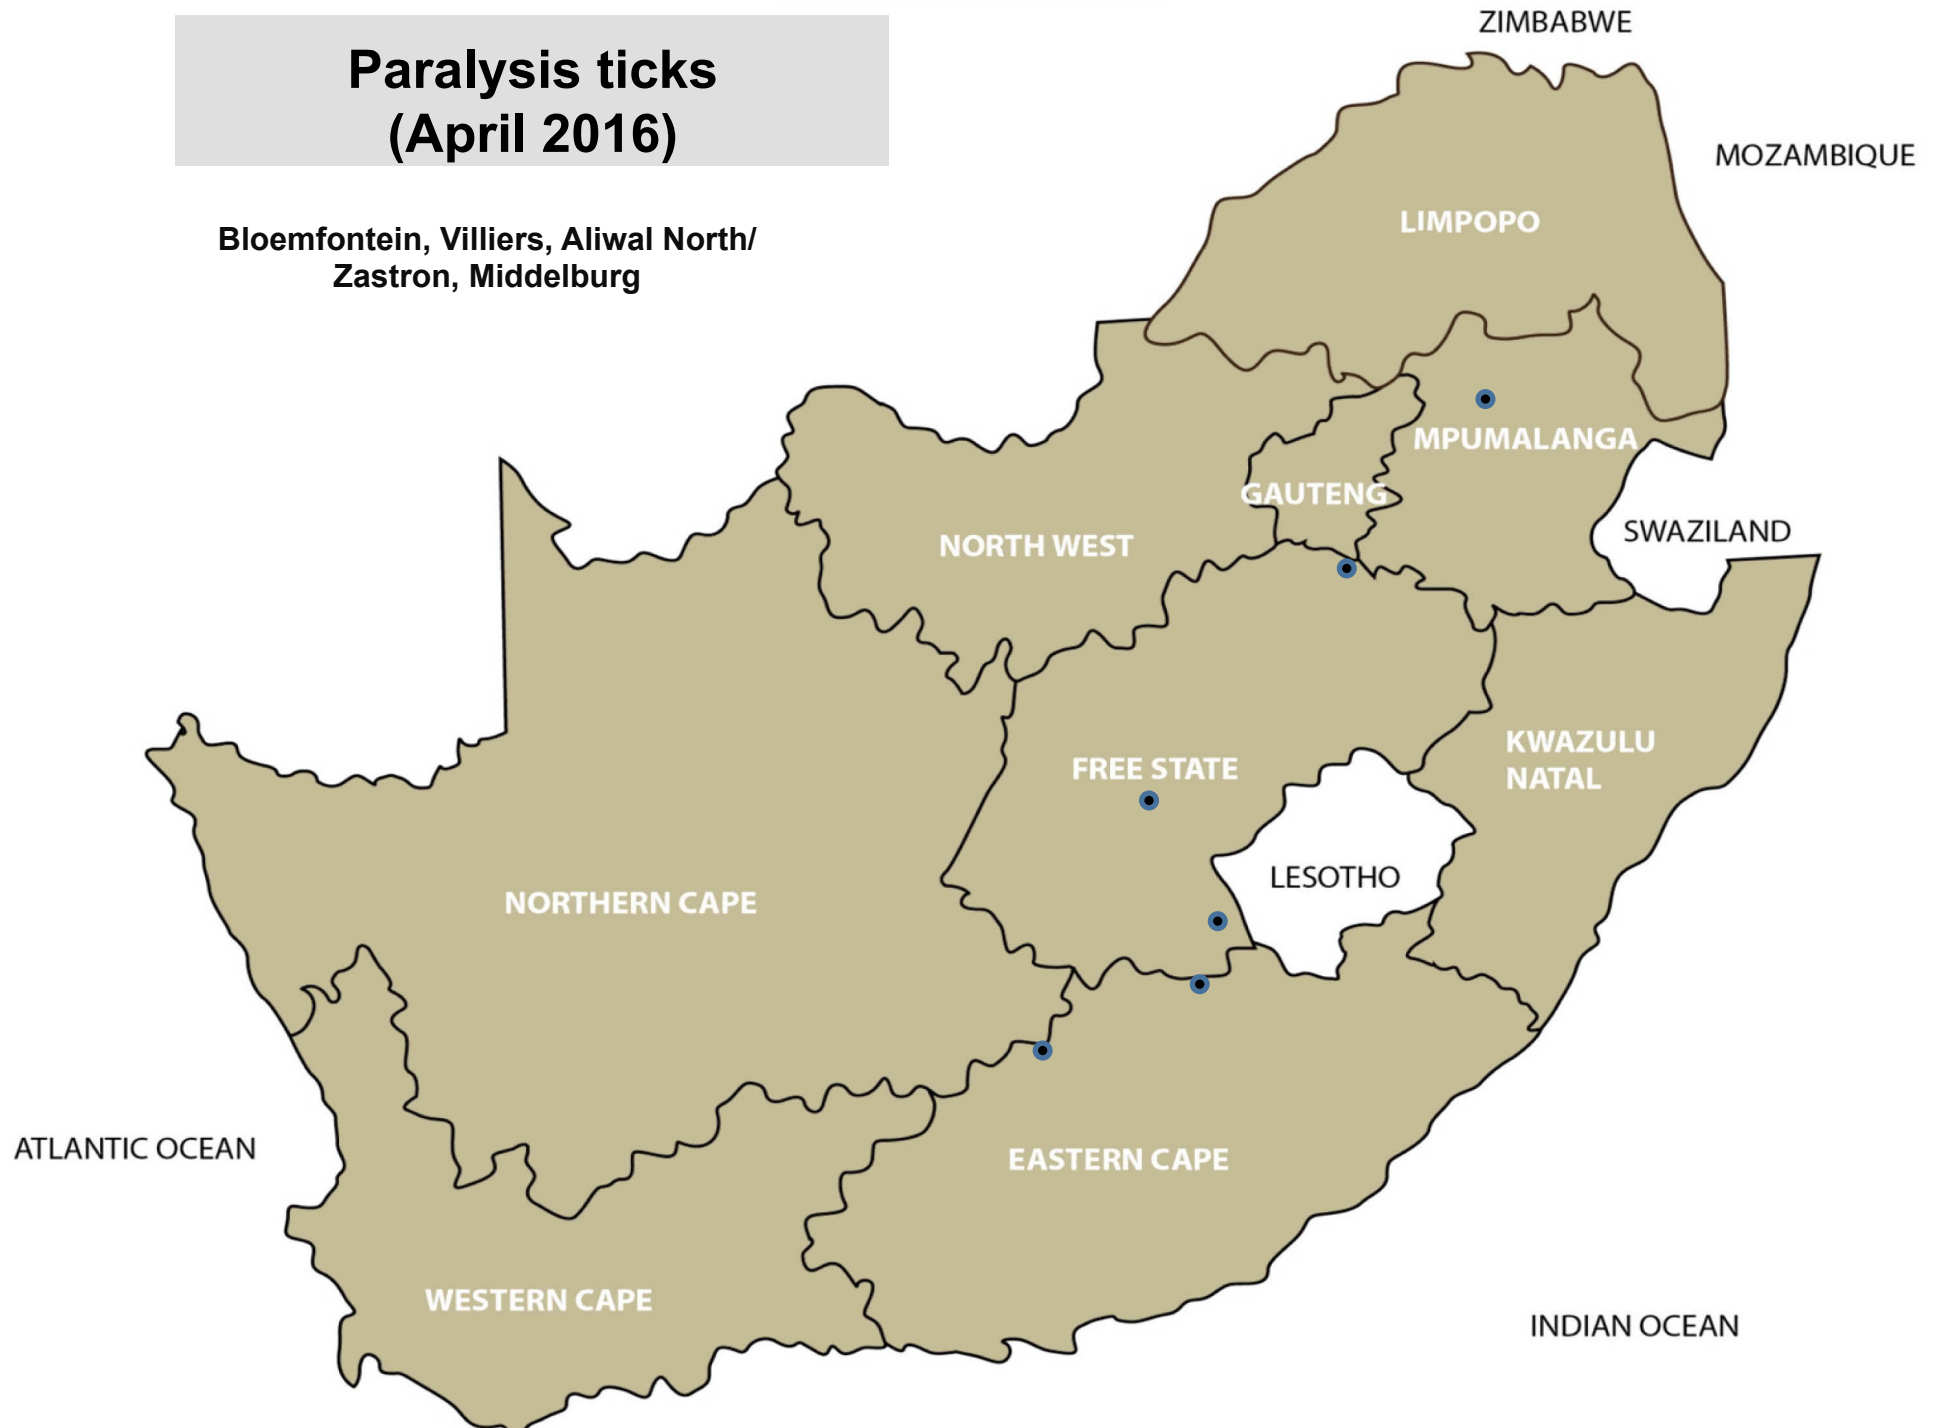 Paralysis ticks
(April 2016)
Bloemfontein, Villiers, Aliwal North/
Zastron, Middelburg
ZIMBABWE
MOZAMBIQUE
LIMPOPO
MPUMALANGA
GAUTENG
NORTH WEST
SWAZILAND
KWAZULU
NATAL
FREE STATE
LESOTHO
NORTHERN CAPE
ATLANTIC OCEAN
EASTERN CAPE
WESTERN CAPE
INDIAN OCEAN